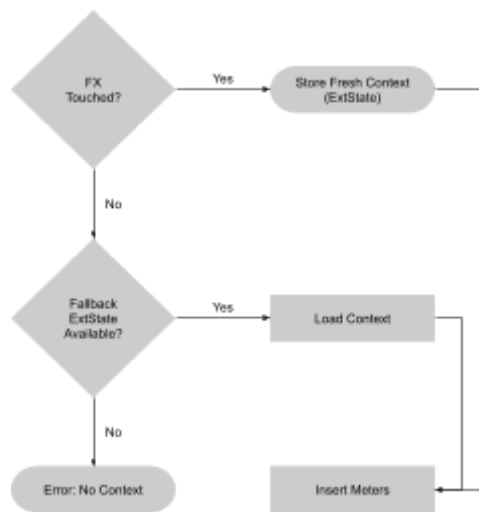 FX
Touched?
Yes
Store Fresh Context
(ExtState)
No
Fallback
ExtState
Available?
Yes
Load Context
No
Error: No Context
Insert Meters